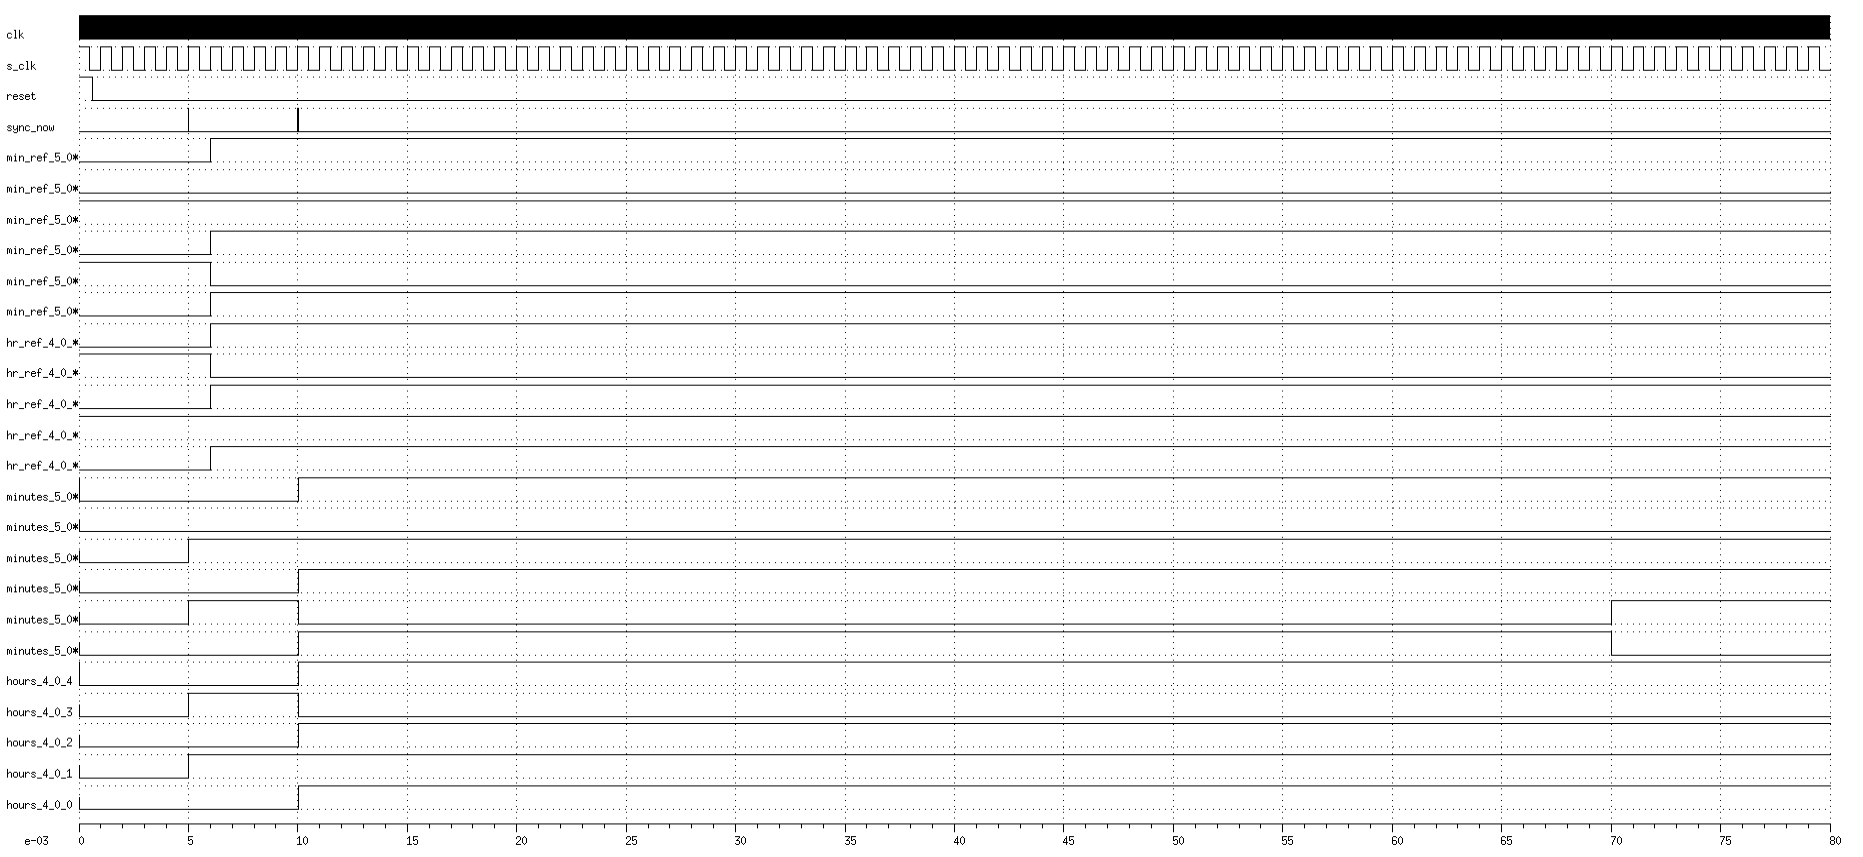 clk
s_clk
reset
sync_now
min_ref_5_0*
min_ref_5_0*
min_ref_5_0*
min_ref_5_0*
min_ref_5_0*
min_ref_5_0*
hr_ref_4_0_*
hr_ref_4_0_*
hr_ref_4_0_*
hr_ref_4_0_*
hr_ref_4_0_*
minutes_5_0*
minutes_5_0*
minutes_5_0*
minutes_5_0*
minutes_5_0*
minutes_5_0*
hours_4_0_4
hours_4_0_3
hours_4_0_2
hours_4_0_1
hours_4_0_0
e-03 0 5 10 15 20 25 30 35 40 45 50 55 60 65 70 75 80